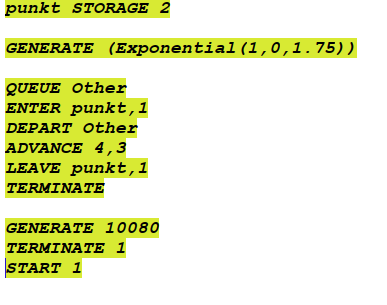 punkt STORAGE 2
GENERATE (Exponential(1,0,1.75))
QUEUE Other
ENTER punkt,1
DEPART Other
ADVANCE 4,3
LEAVE punkt,1
TERMINATE
GENERATE 10080
TERMINATE 1
START 1